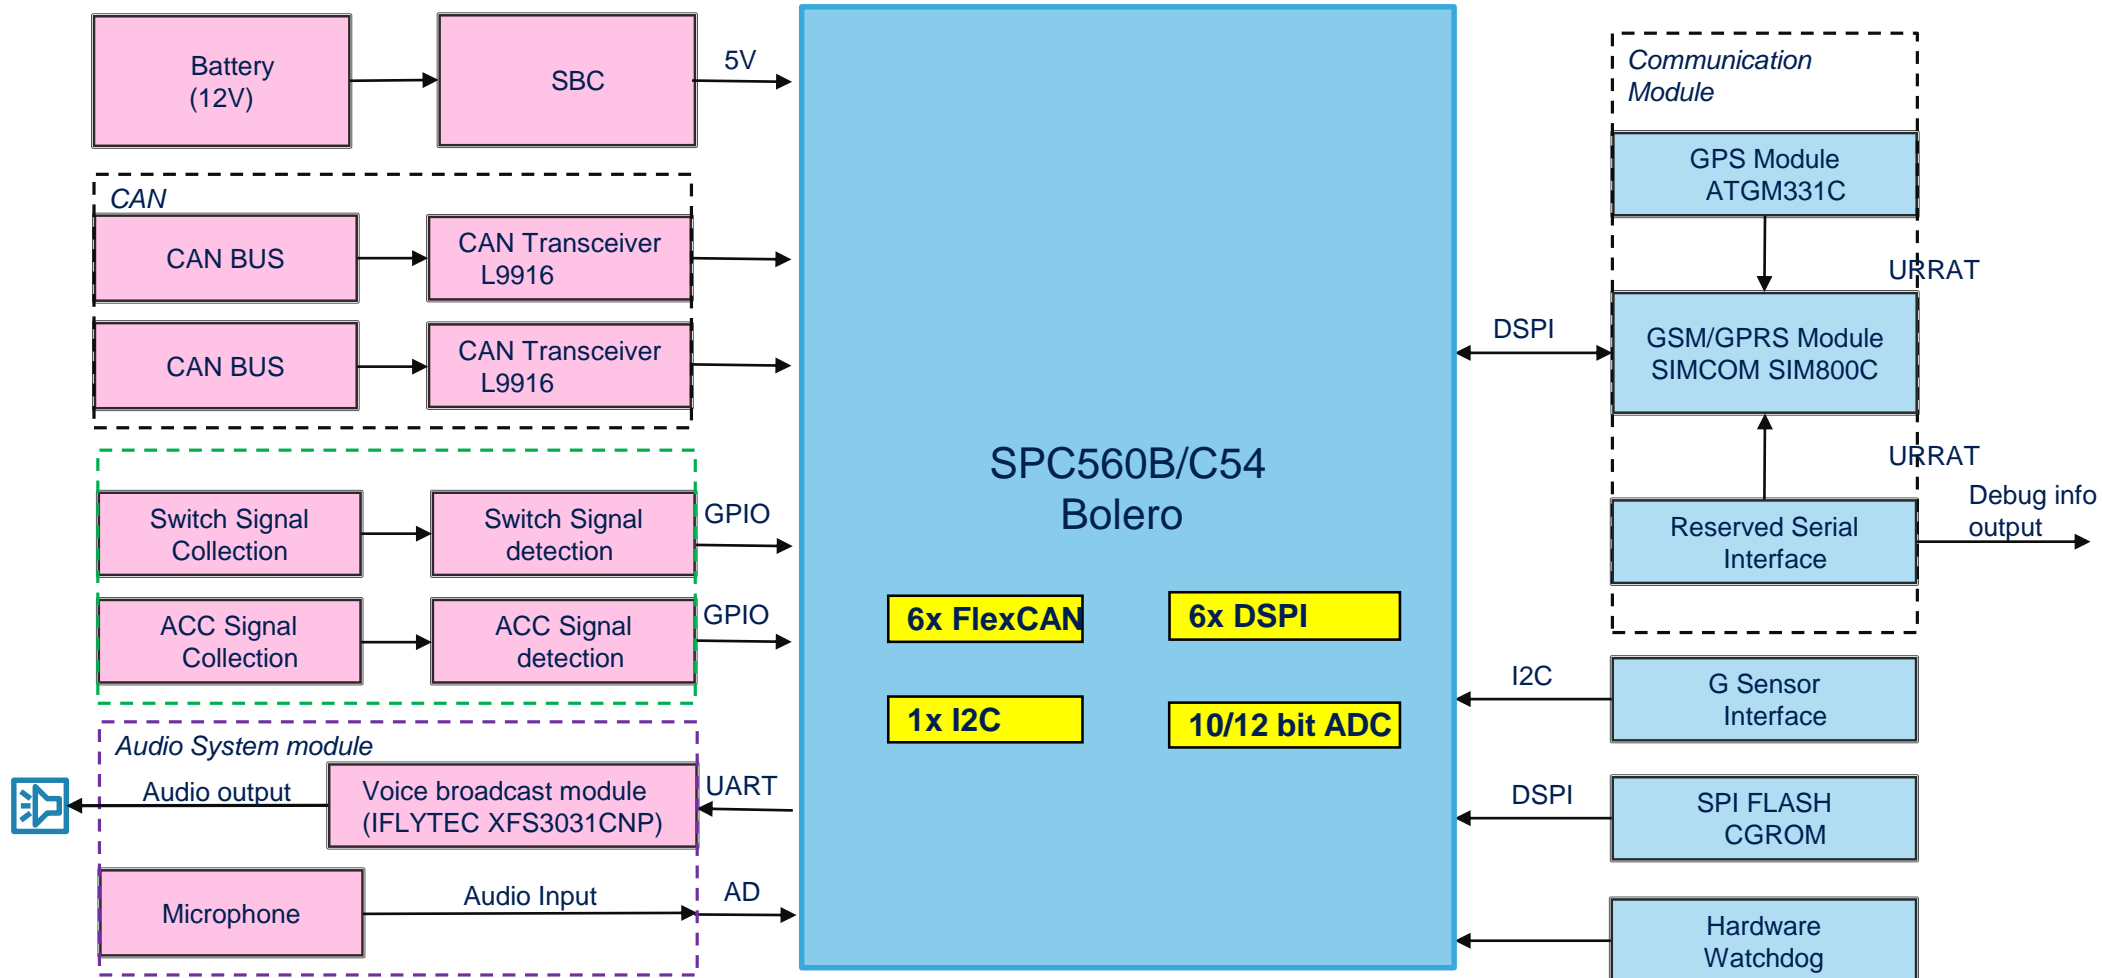 Battery
(12V)
SBC
5V
CAN
CAN BUS
CAN Transceiver
L9916
CAN BUS
CAN Transceiver
L9916
Switch Signal
Collection
Switch Signal
detection
GPIO
ACC Signal
Collection
ACC Signal
detection
GPIO
Audio System module
Audio output
Voice broadcast module
(IFLYTEC XFS3031CNP)
UART
Microphone
Audio Input
AD
SPC560B/C54
Bolero
6x FlexCAN
6x DSPI
1x I2C
10/12 bit ADC
Communication
Module
GPS Module
ATGM331C
URRAT
DSPI
GSM/GPRS Module
SIMCOM SIM800C
URRAT
Reserved Serial
Interface
Debug info
output
I2C
G Sensor
Interface
DSPI
SPI FLASH
CGROM
Hardware
Watchdog